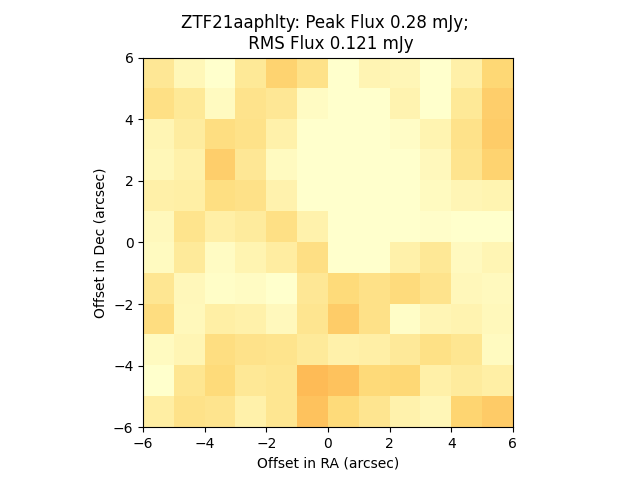 ZTF21aaphlty: Peak Flux 0.28 mJy;
RMS Flux 0.121 mJy
6
4
2
0
−2
−4
−6
Offset in Dec (arcsec)
−6 −4 −2 0 2 4 6
Offset in RA (arcsec)